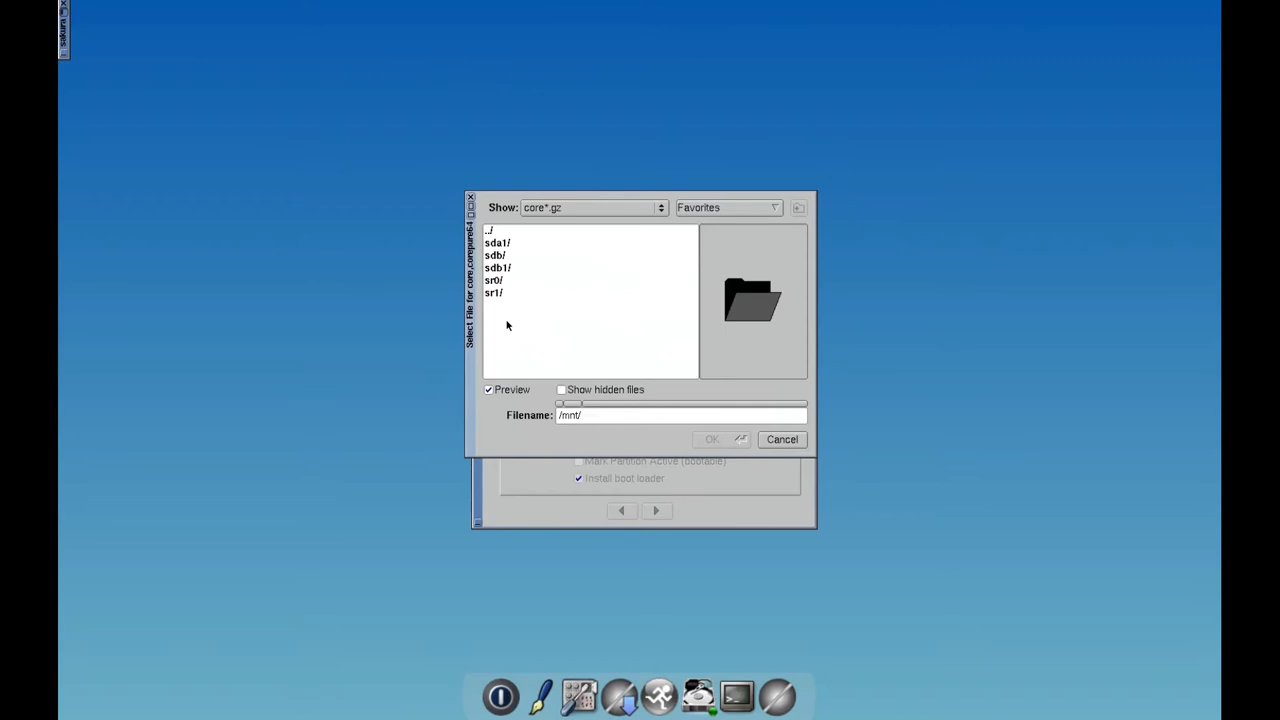 sakura
Select File for core,corepure64
Show: core*.gz Favorites
../
sda1/
sdb/
sdb1/
sr0/
sr1/
Preview Show hidden files
Filename: /mnt/
OK Cancel
Mark Partition Active (bootable)
Install boot loader